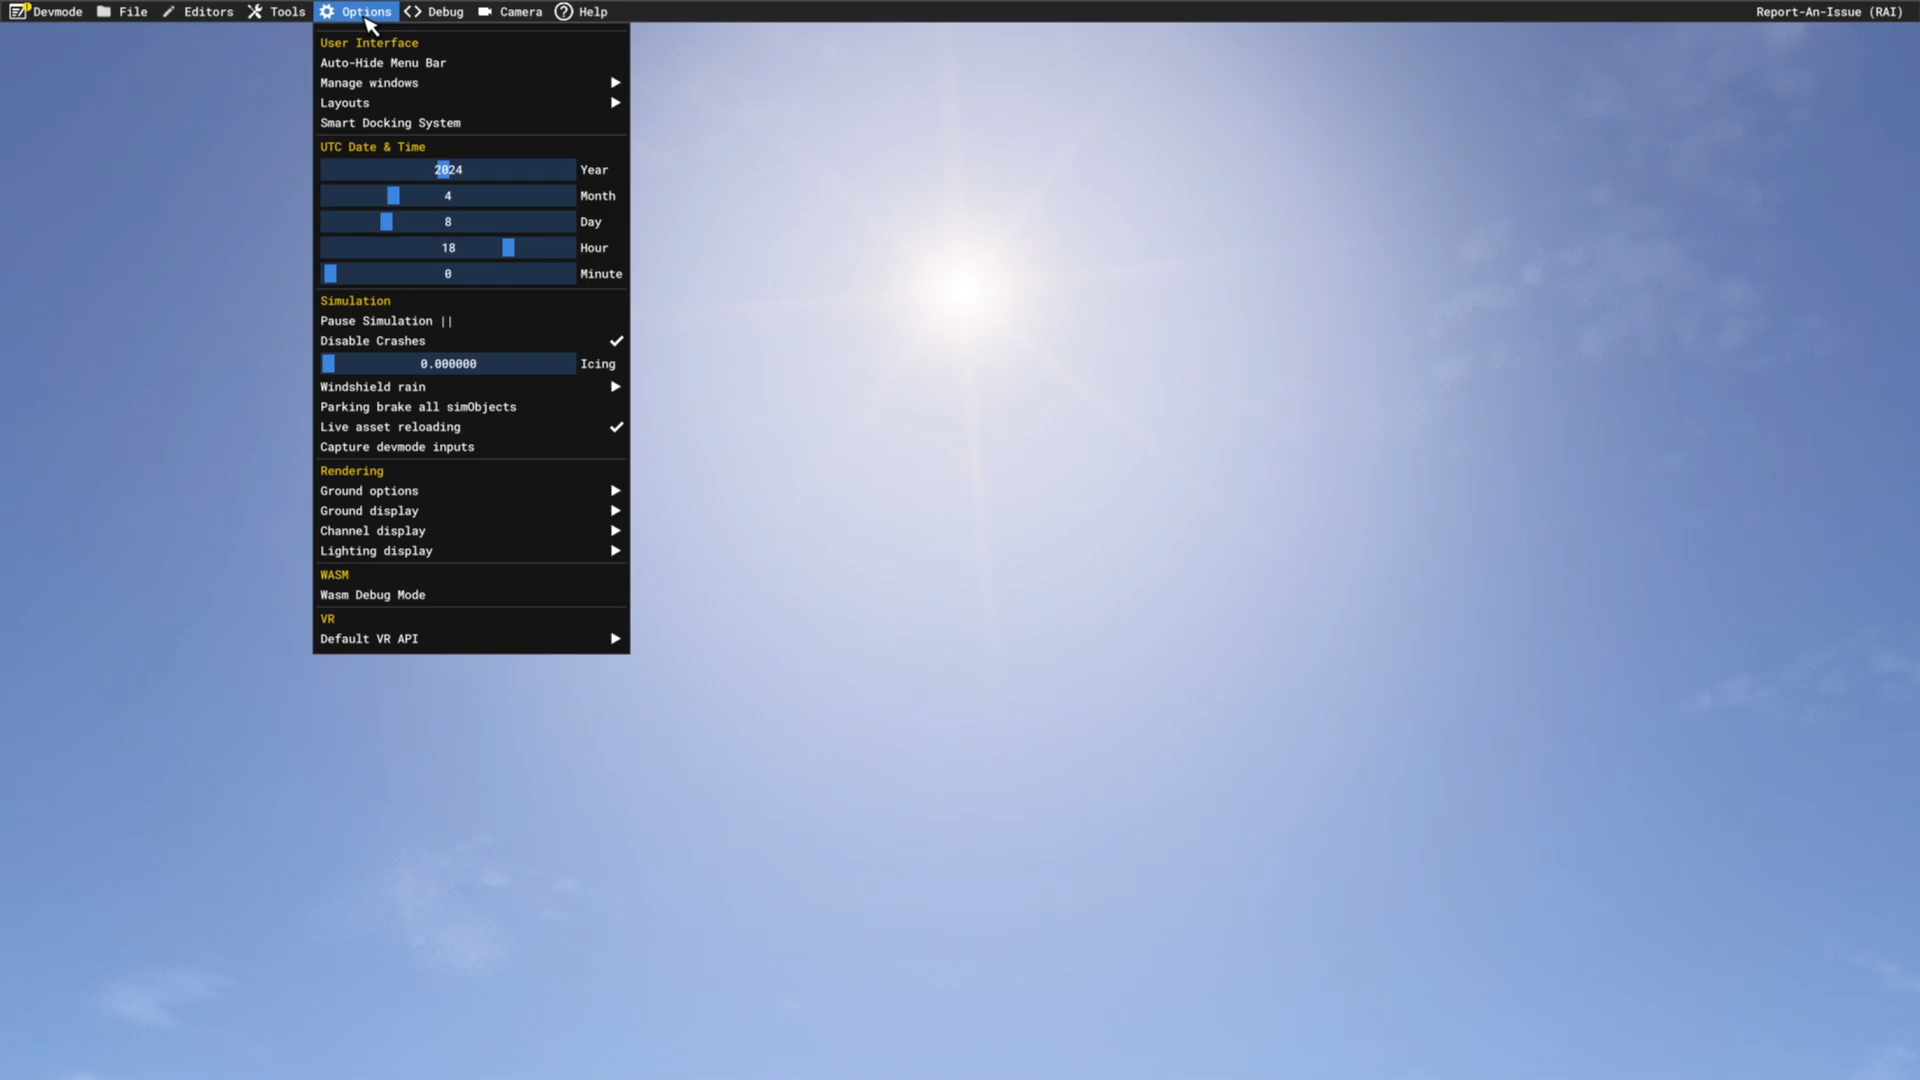 Devmode File Editors Tools Options Debug Camera Help Report-An-Issue (RAI)
User Interface
Auto-Hide Menu Bar
Manage windows
Layouts
Smart Docking System
UTC Date & Time
2024 Year
4 Month
8 Day
18 Hour
0 Minute
Simulation
Pause Simulation ||
Disable Crashes
0.000000 Icing
Windshield rain
Parking brake all simObjects
Live asset reloading
Capture devmode inputs
Rendering
Ground options
Ground display
Channel display
Lighting display
WASM
Wasm Debug Mode
VR
Default VR API